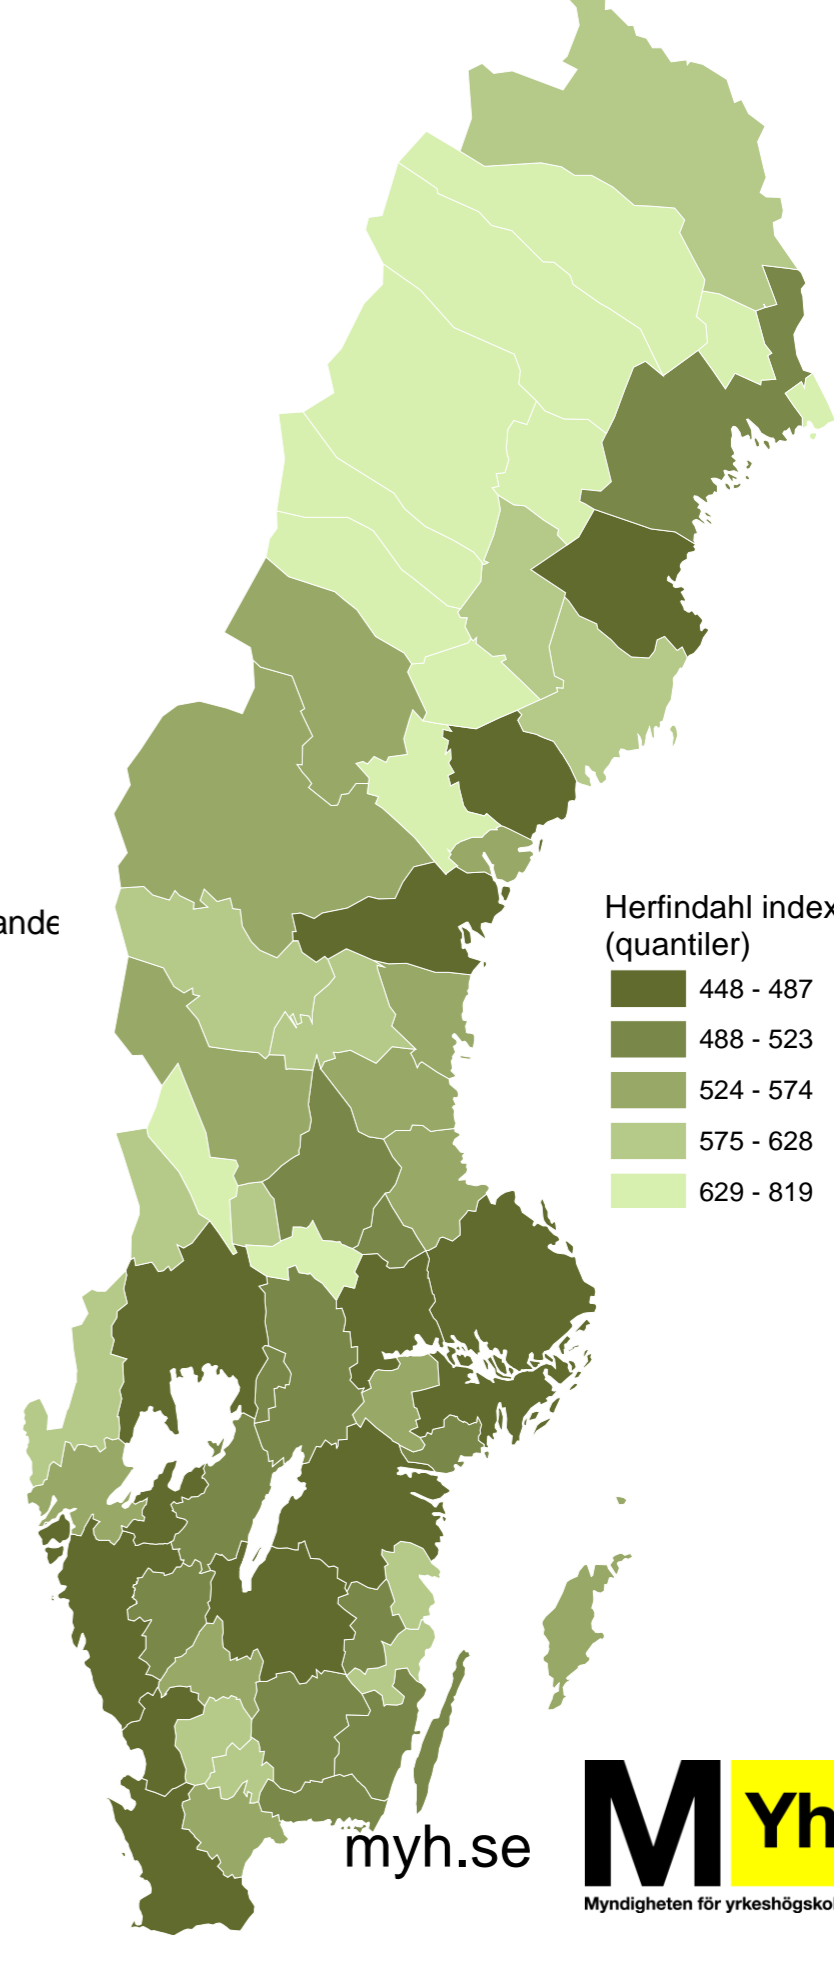 ande
Herfindahl index
(quantiler)
448 - 487
488 - 523
524 - 574
575 - 628
629 - 819
myh.se
M Yh
Myndigheten för yrkeshögskol